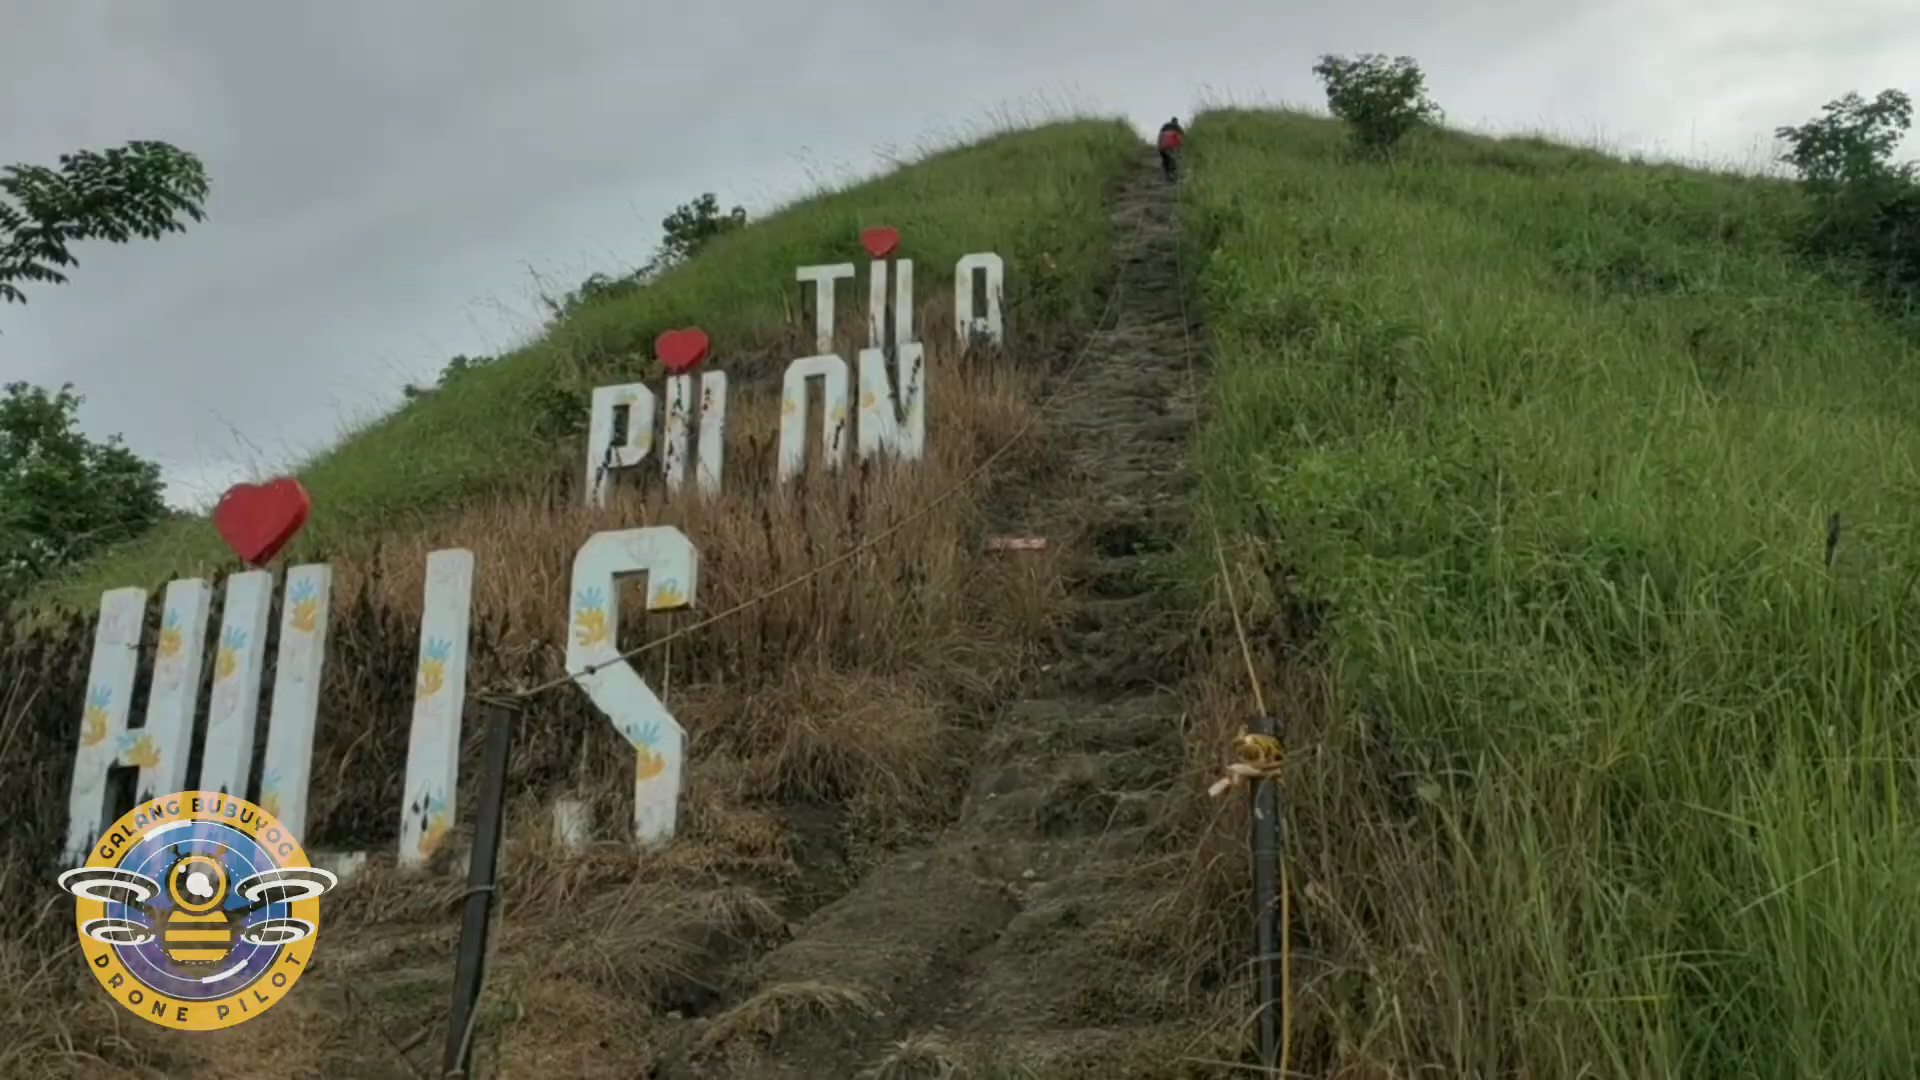 TILA
PILON
HILLS
GALANG BUBUYOG
DRONE PILOT